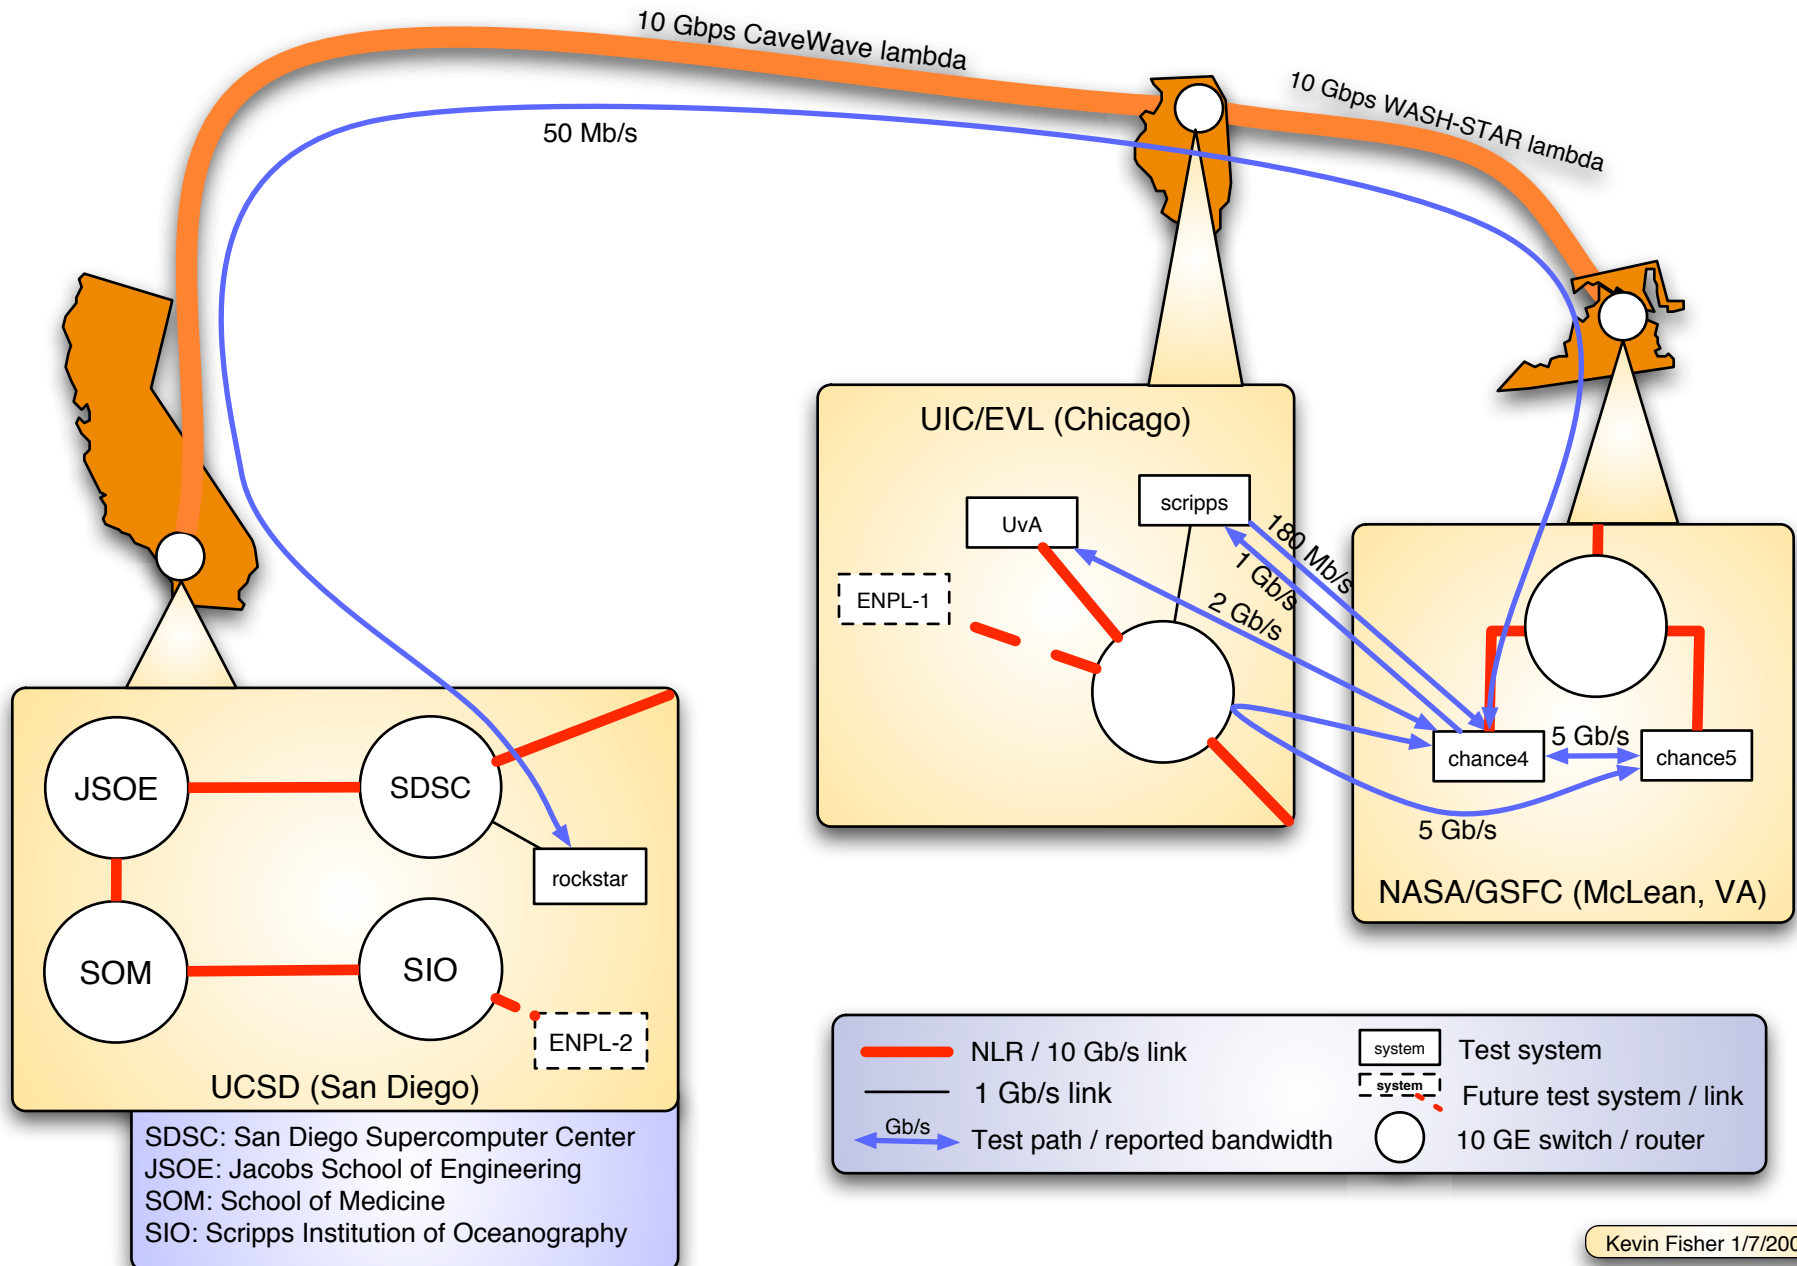 10 Gbps CaveWave lambda
10 Gbps WASH-STAR lambda
50 Mb/s
UIC/EVL (Chicago)
scripps
UvA
180 Mb/s
1 Gb/s
2 Gb/s
ENPL-1
5 Gb/s
chance4
chance5
5 Gb/s
NASA/GSFC (McLean, VA)
JSOE
SDSC
rockstar
SOM
SIO
ENPL-2
UCSD (San Diego)
SDSC: San Diego Supercomputer Center
JSOE: Jacobs School of Engineering
SOM: School of Medicine
SIO: Scripps Institution of Oceanography
NLR / 10 Gb/s link
1 Gb/s link
Gb/s
Test path / reported bandwidth
system
Test system
system
Future test system / link
10 GE switch / router
Kevin Fisher 1/7/200